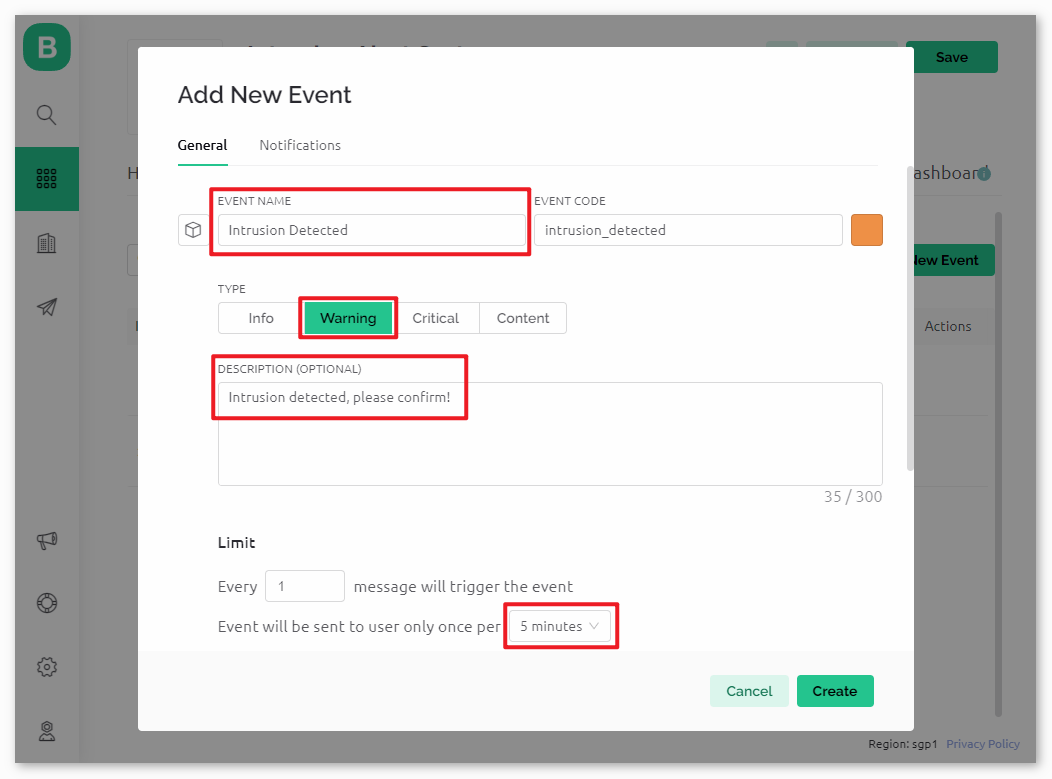 B
Save
Add New Event
General Notifications
ashboard
EVENT NAME EVENT CODE
Intrusion Detected intrusion_detected
New Event
TYPE
Info Warning Critical Content
Actions
DESCRIPTION (OPTIONAL)
Intrusion detected, please confirm!
35 / 300
Limit
Every 1 message will trigger the event
Event will be sent to user only once per 5 minutes
Cancel Create
Region: sgp1 Privacy Policy